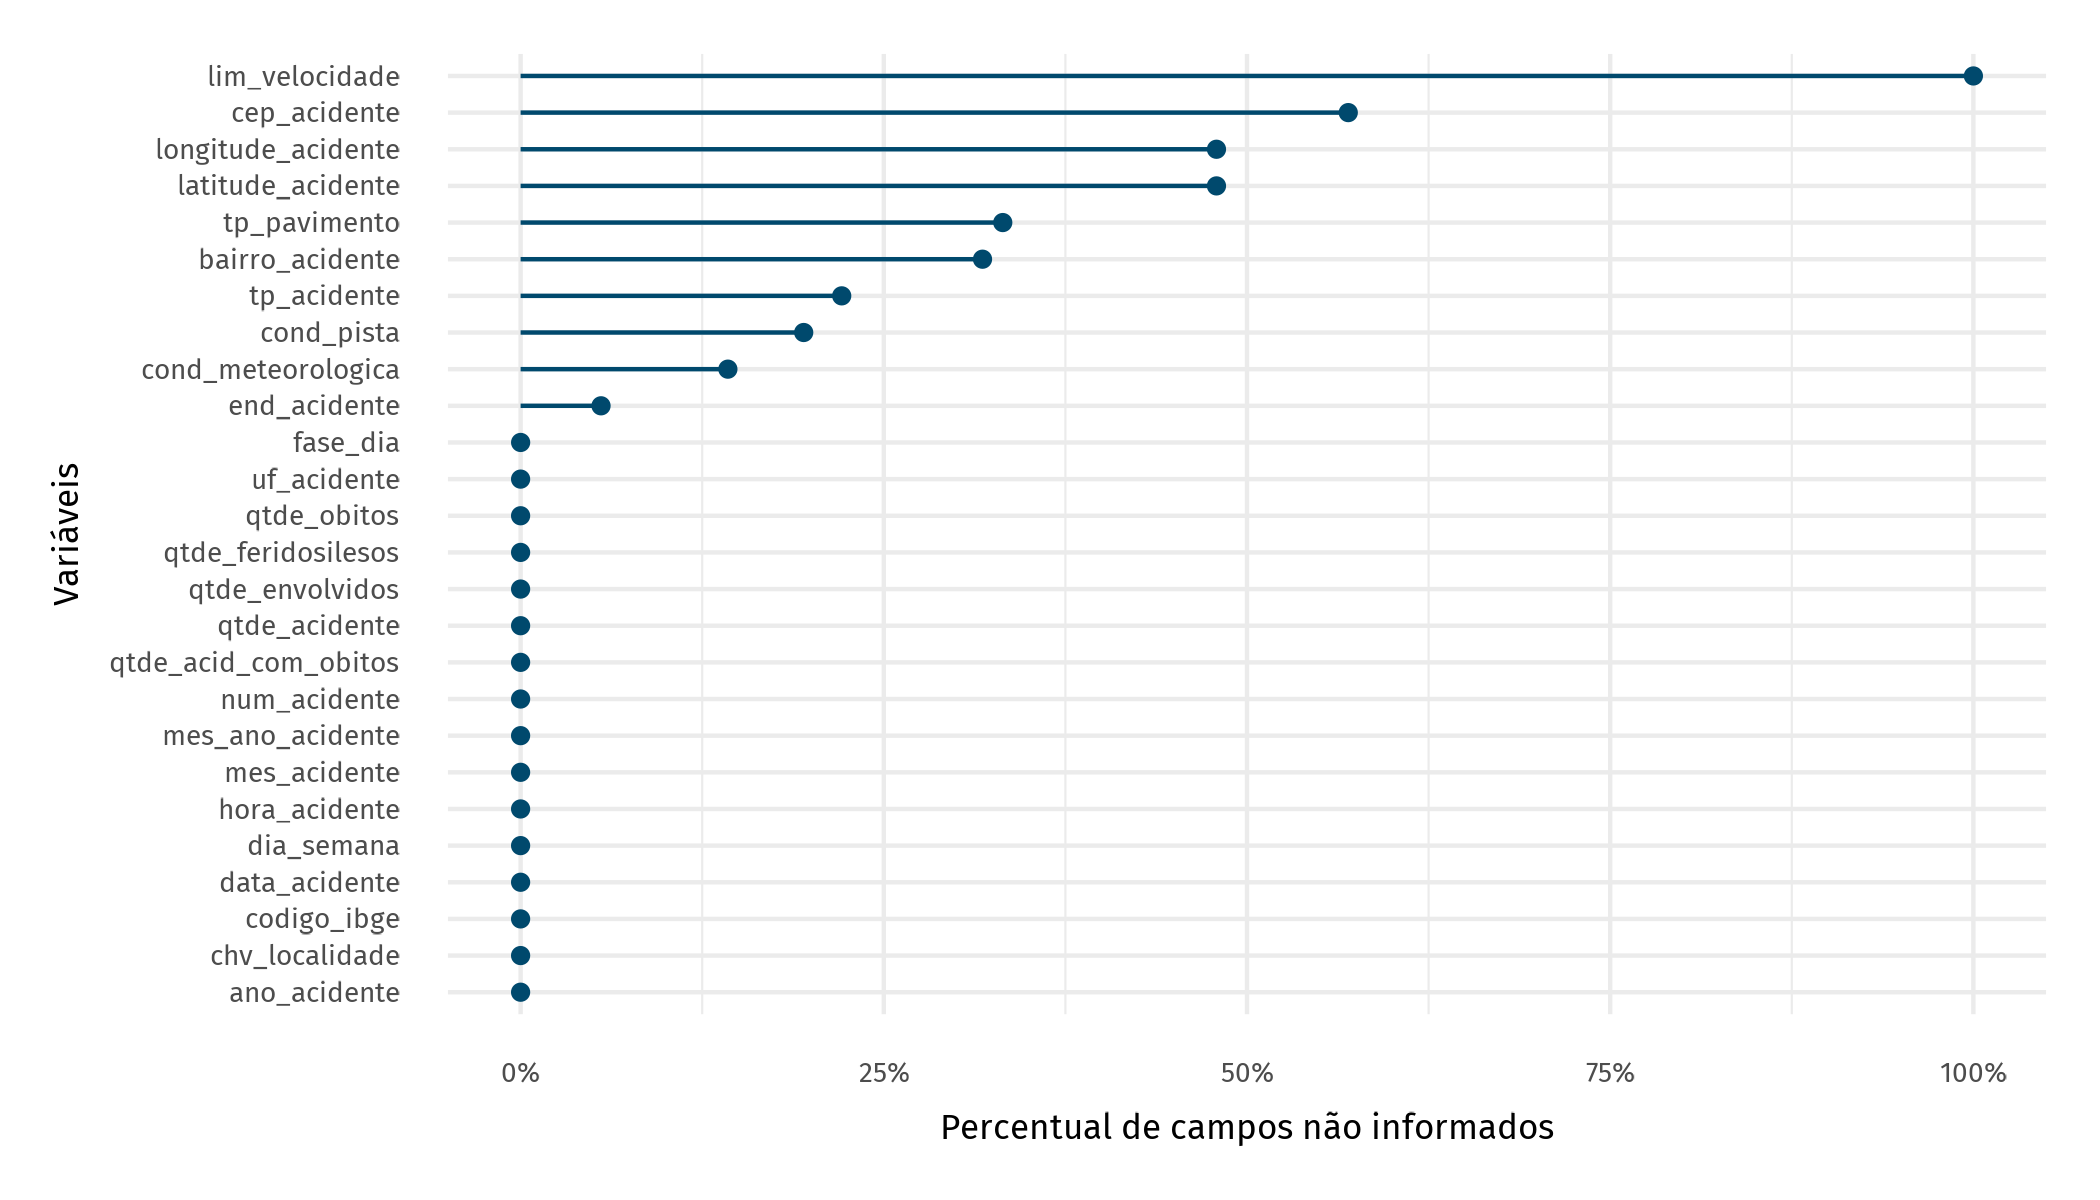 lim_velocidade
cep_acidente
longitude_acidente
latitude_acidente
tp_pavimento
bairro_acidente
tp_acidente
cond_pista
cond_meteorologica
end_acidente
fase_dia
uf_acidente
qtde_obitos
qtde_feridosilesos
qtde_envolvidos
qtde_acidente
qtde_acid_com_obitos
num_acidente
mes_ano_acidente
mes_acidente
hora_acidente
dia_semana
data_acidente
codigo_ibge
chv_localidade
ano_acidente
Variáveis
0% 25% 50% 75% 100%
Percentual de campos não informados